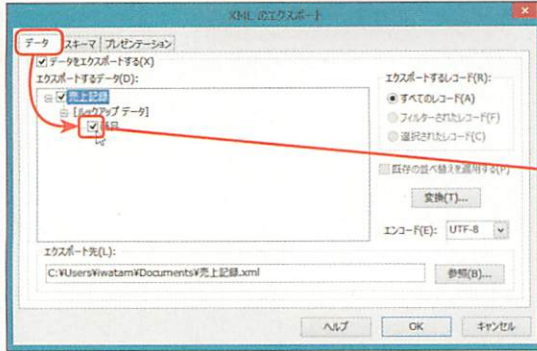 XML のエクスポート
データ スキーマ プレゼンテーション
データをエクスポートする(X)
エクスポートするデータ(D):
売上記録
[ルックアップ データ]
エクスポートするレコード(R):
すべてのレコード(A)
フィルターされたレコード(F)
選択されたレコード(C)
既存の並べ替えを適用する(P)
変換(T)...
エンコード(E): UTF-8
エクスポート先(L):
C:¥Users¥iwatam¥Documents¥売上記録.xml
参照(B)...
ヘルプ OK キャンセル